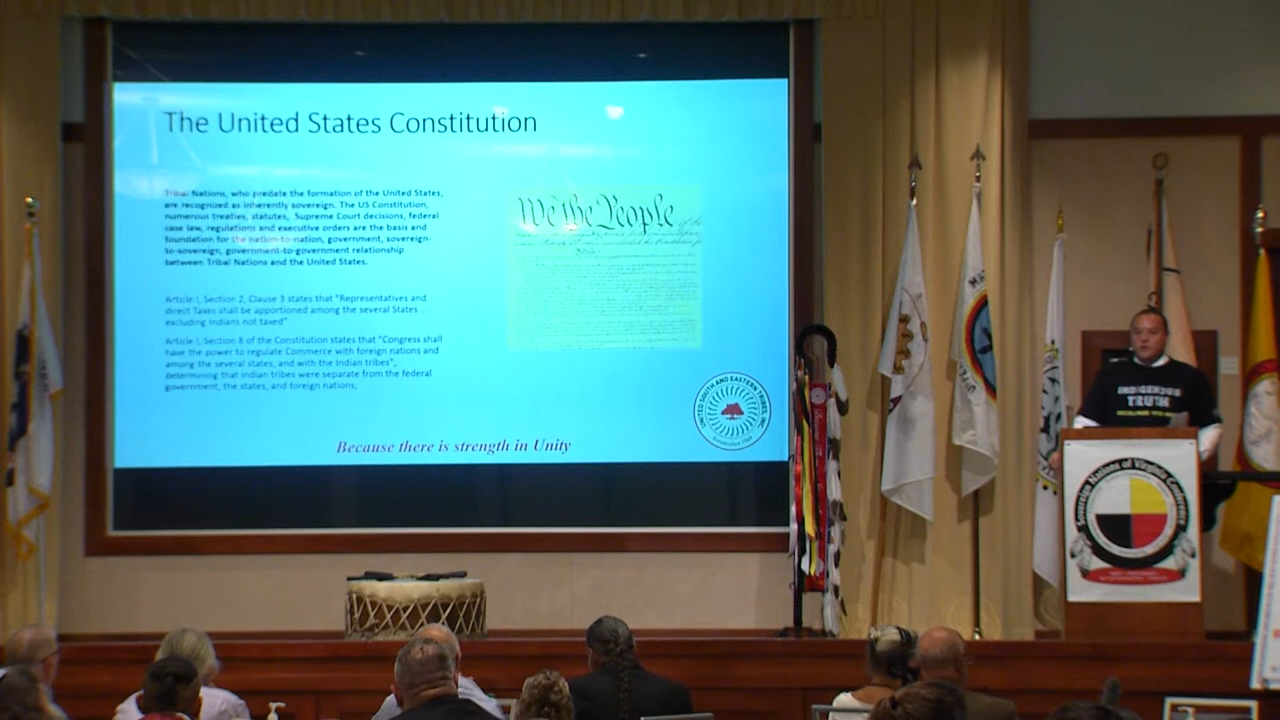 The United States Constitution
Tribal Nations, who predate the formation of the United States,
are recognized as inherently sovereign. The US Constitution,
numerous treaties, statutes, Supreme Court decisions, federal
case law, regulations and executive orders are the basis and
foundation for the nation-to-nation, government, sovereign-
to-sovereign, government-to-government relationship
between Tribal Nations and the United States.
Article I, Section 2, Clause 3 states that "Representatives and
direct Taxes shall be apportioned among the several States ...
excluding Indians not taxed"
Article I, Section 8 of the Constitution states that "Congress shall
have the power to regulate Commerce with foreign nations and
among the several states, and with the Indian tribes",
determining that Indian tribes were separate from the federal
government, the states, and foreign nations;
We the People
of the
UNITED SOUTH AND EASTERN TRIBES, INC.
Established 1969
Because there is strength in Unity
INDIGENOUS
TRUTH
Sovereign Nations of Virginia Conference